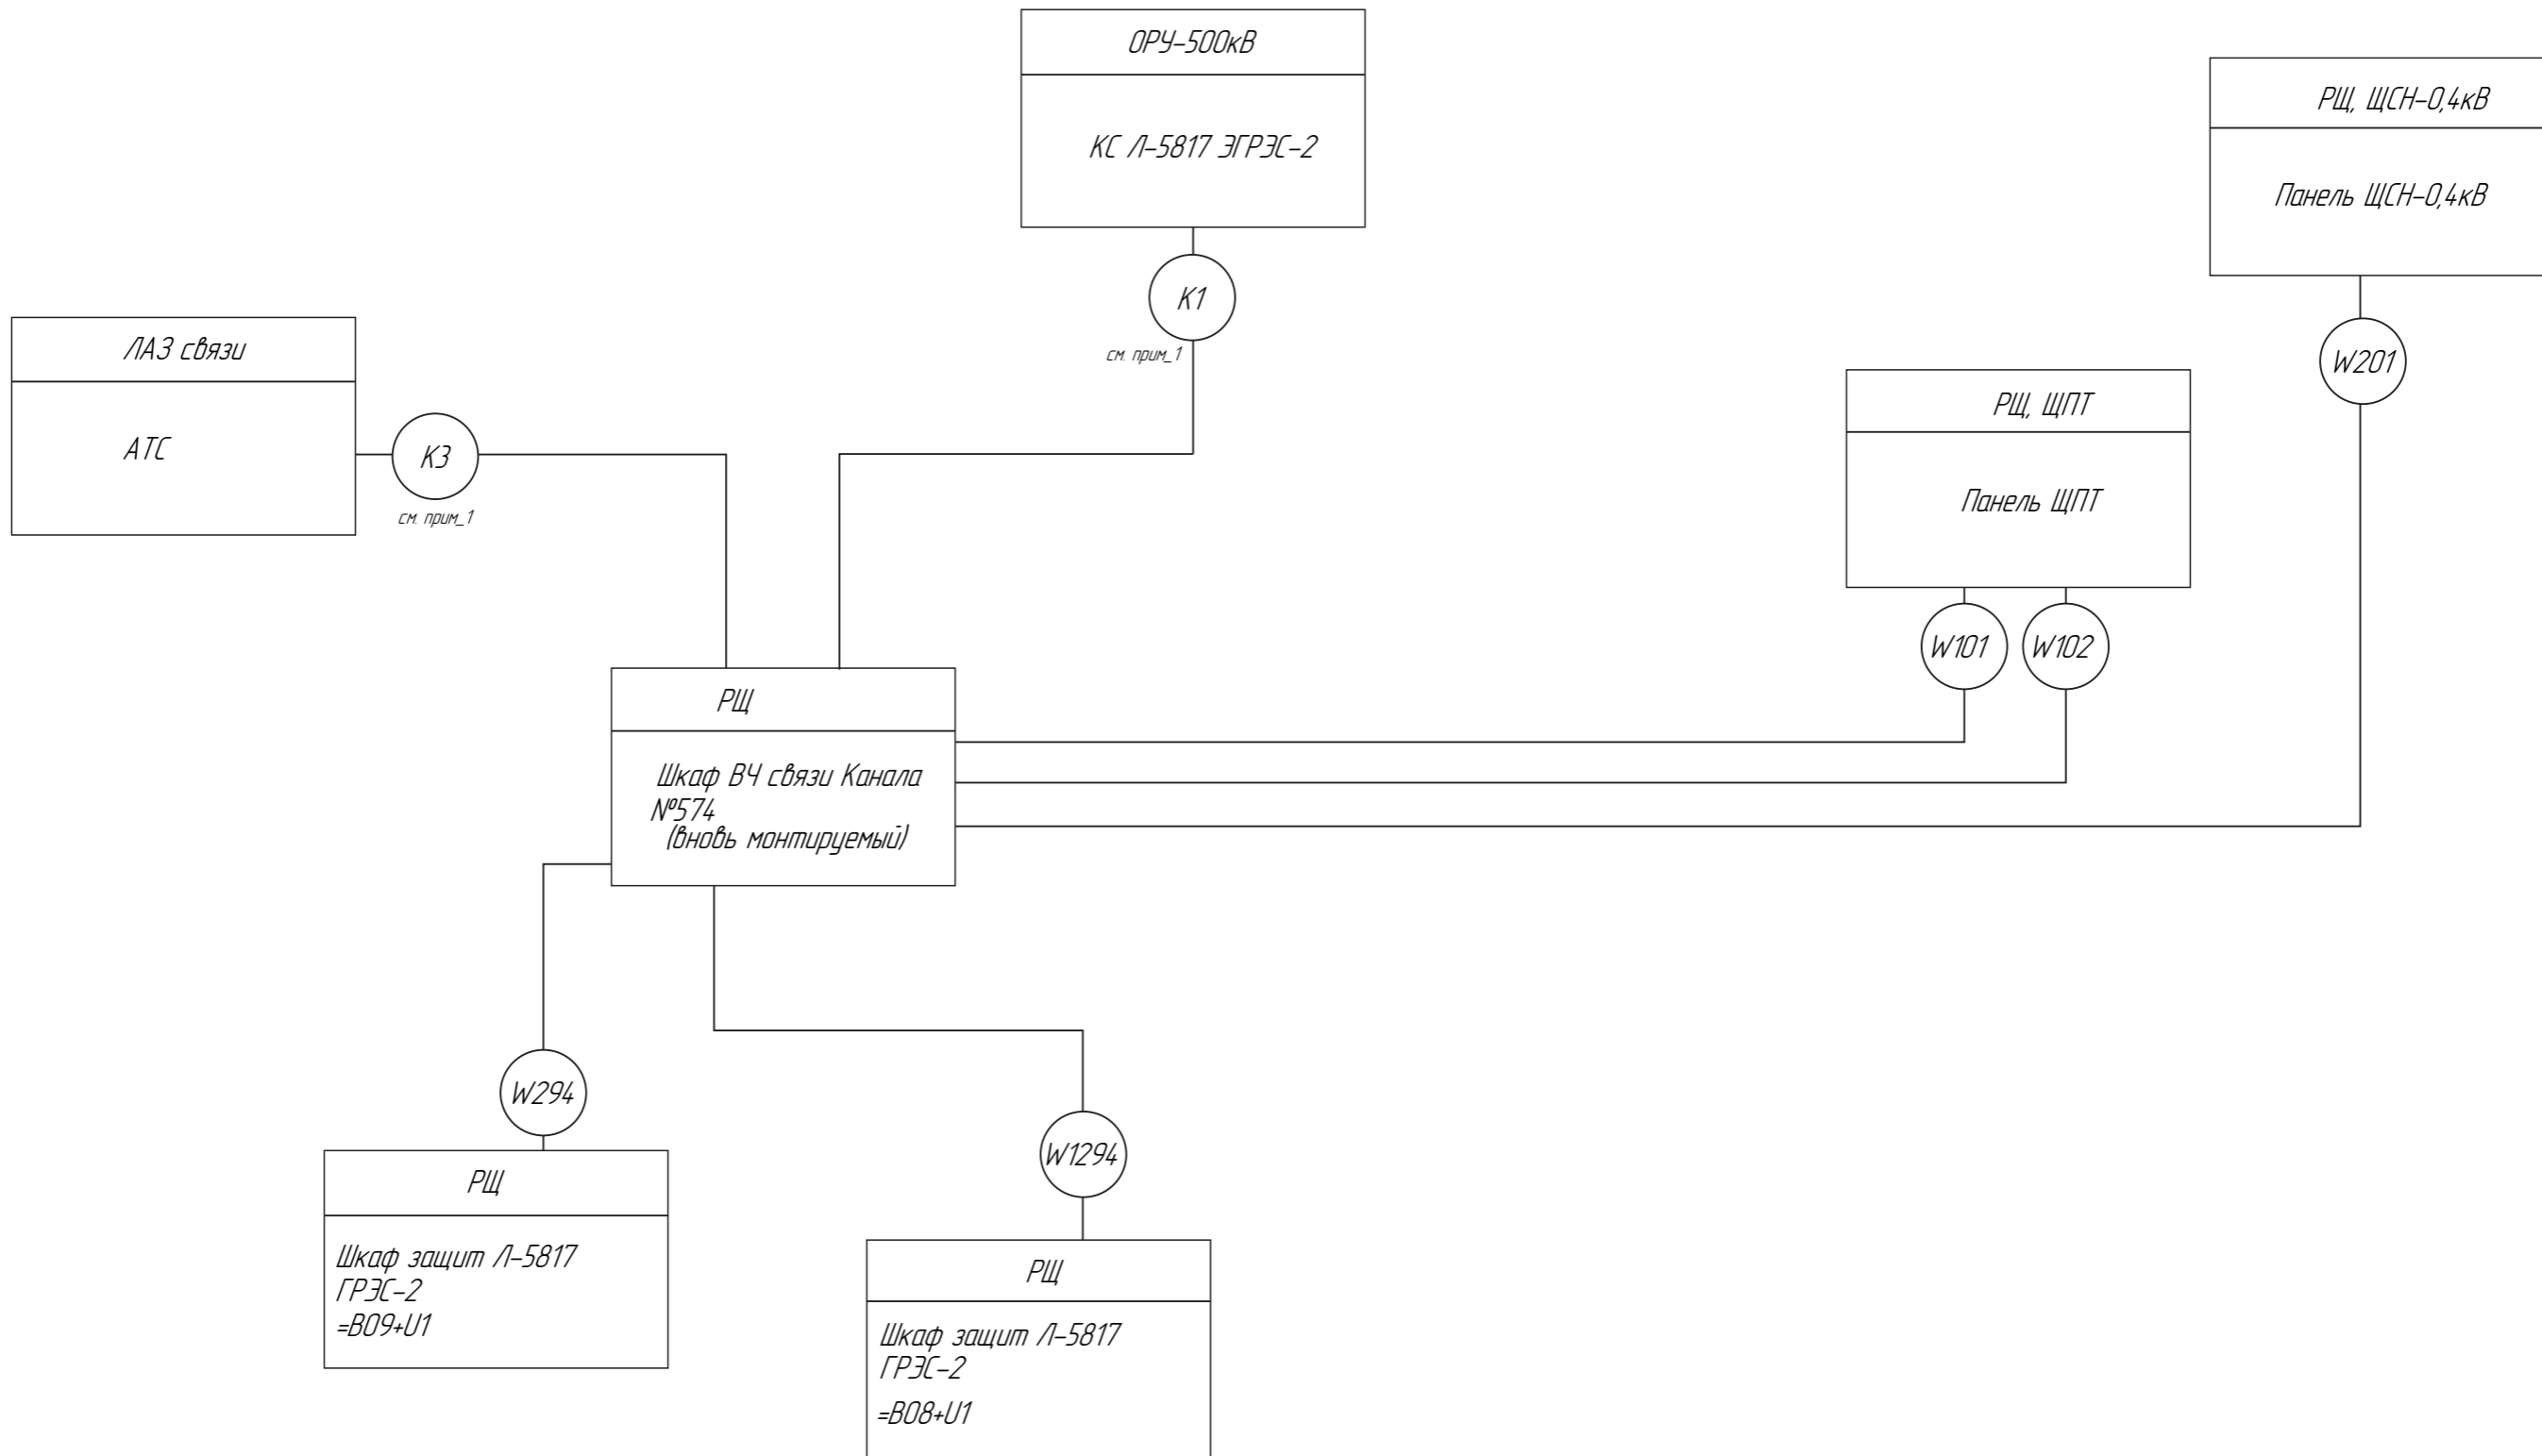 ОРУ-500кВ
КС Л-5817 ЭГРЭС-2
К1
см. прим_1
РЩ, ЩСН-0,4кВ
Панель ЩСН-0,4кВ
W201
ЛАЗ связи
АТС
К3
см. прим_1
РЩ, ЩПТ
Панель ЩПТ
W101
W102
РЩ
Шкаф ВЧ связи Канала
№574
(вновь монтируемый)
W294
РЩ
Шкаф защит Л-5817
ГРЭС-2
=B09+U1
W1294
РЩ
Шкаф защит Л-5817
ГРЭС-2
=B08+U1